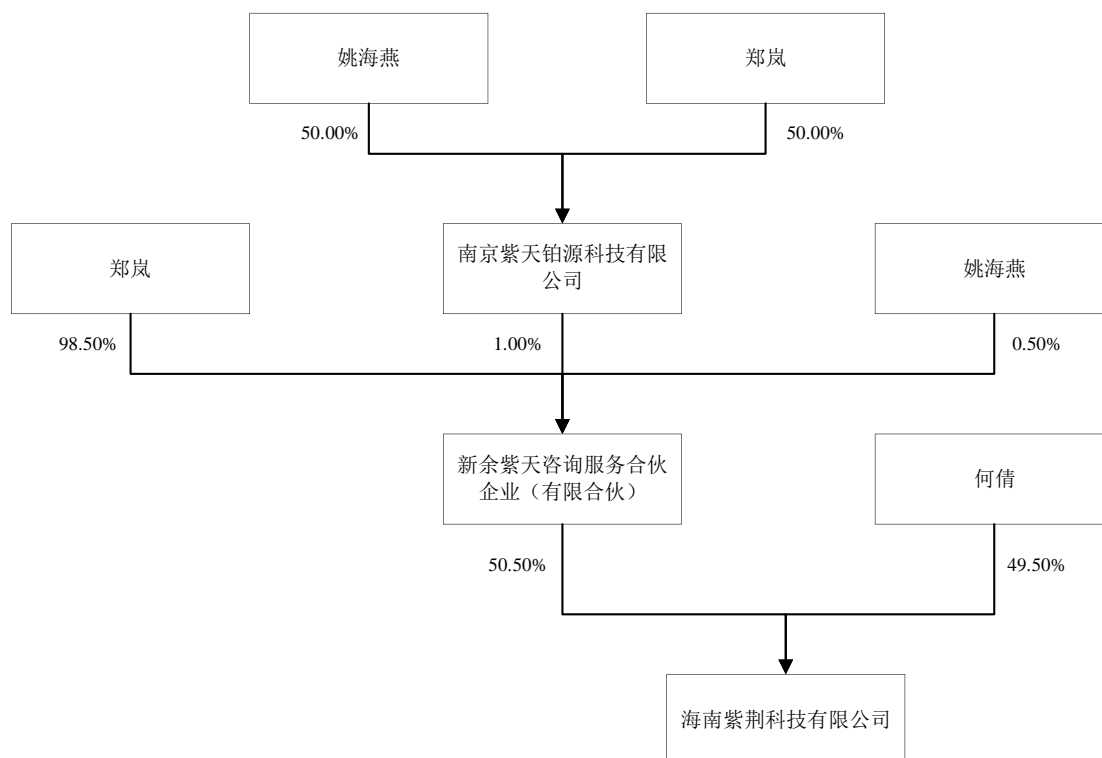 姚海燕
郑岚
50.00%
50.00%
郑岚
南京紫天铂源科技有限
公司
姚海燕
98.50%
1.00%
0.50%
新余紫天咨询服务合伙
企业（有限合伙）
何倩
50.50%
49.50%
海南紫荆科技有限公司